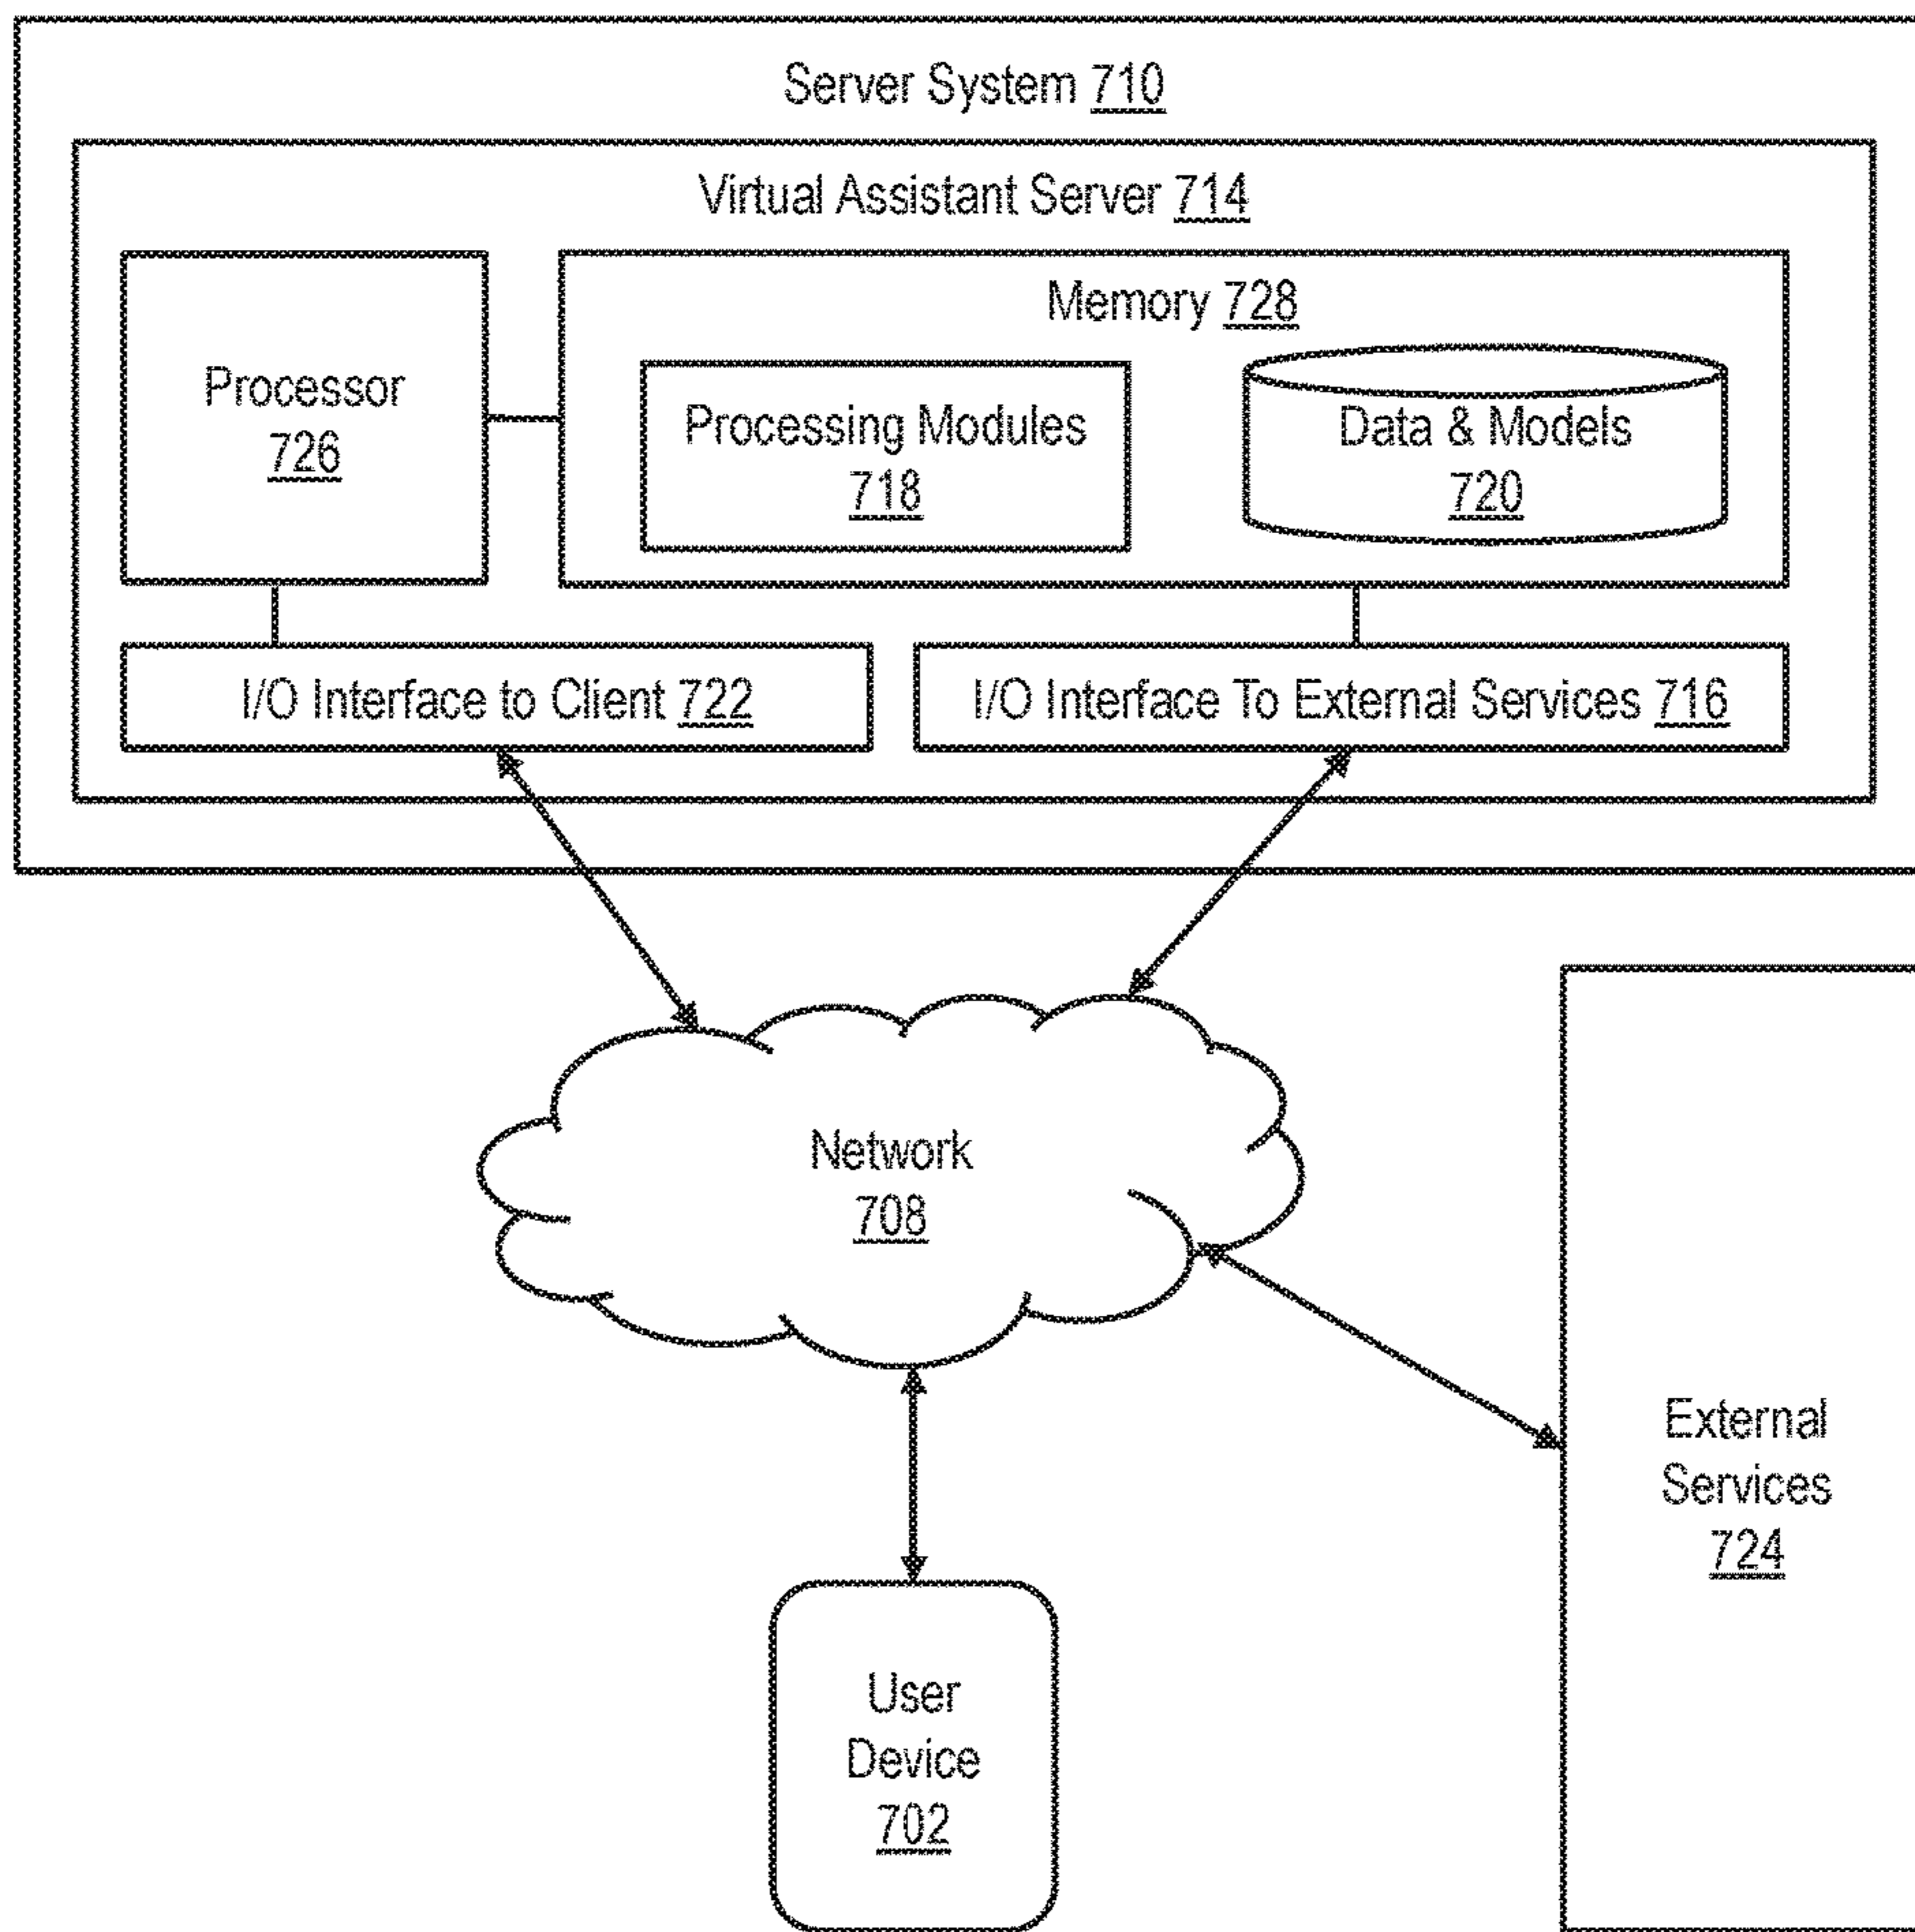 Server System 710
Virtual Assistant Server 714
Processor
726
Memory 728
Processing Modules
718
Data & Models
720
I/O Interface to Client 722
I/O Interface To External Services 716
Network
708
External
Services
724
User
Device
702